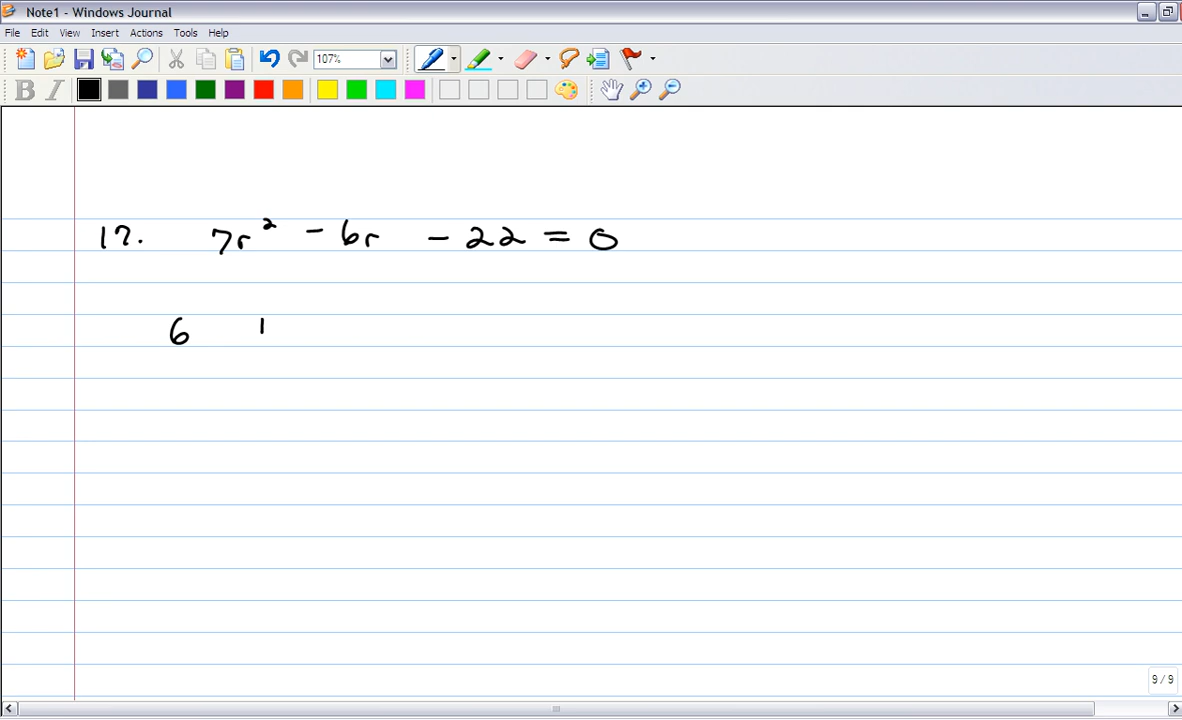 Note1 - Windows Journal
File Edit View Insert Actions Tools Help
107%
B I
17. 7r² - 6r - 22 = 0
6 1
9 / 9